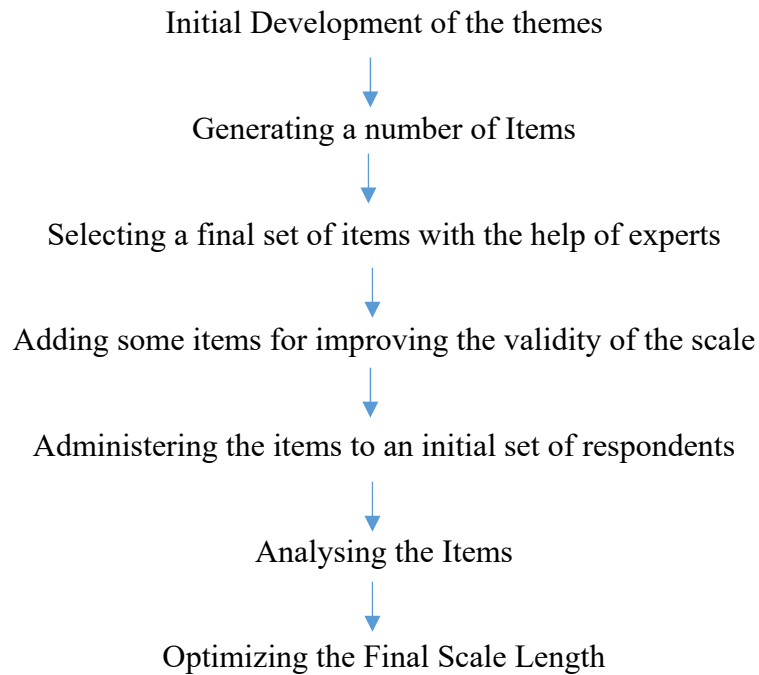 Initial Development of the themes
Generating a number of Items
Selecting a final set of items with the help of experts
Adding some items for improving the validity of the scale
Administering the items to an initial set of respondents
Analysing the Items
Optimizing the Final Scale Length